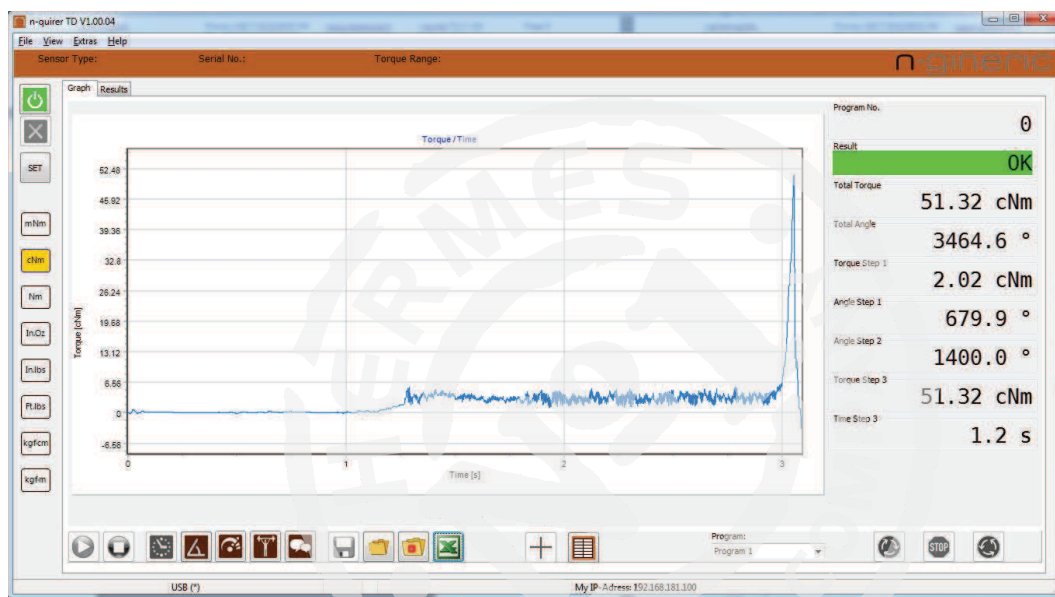 n-quirer TD V1.00.04
File View Extras Help
Sensor Type: Serial No.: Torque Range:
n-gineric
Graph Results
SET
mNm
cNm
Nm
In.Oz
In.lbs
Ft.lbs
kgfcm
kgfm
Torque / Time
Torque [cNm]
52.48
45.92
39.36
32.8
26.24
19.68
13.12
6.56
0
-6.56
0 1 2 3
Time [s]
Program No.
0
Result
OK
Total Torque
51.32 cNm
Total Angle
3464.6 °
Torque Step 1
2.02 cNm
Angle Step 1
679.9 °
Angle Step 2
1400.0 °
Torque Step 3
51.32 cNm
Time Step 3
1.2 s
Program:
Program 1
STOP
USB (*) My IP-Adress: 192.168.181.100
HERMES